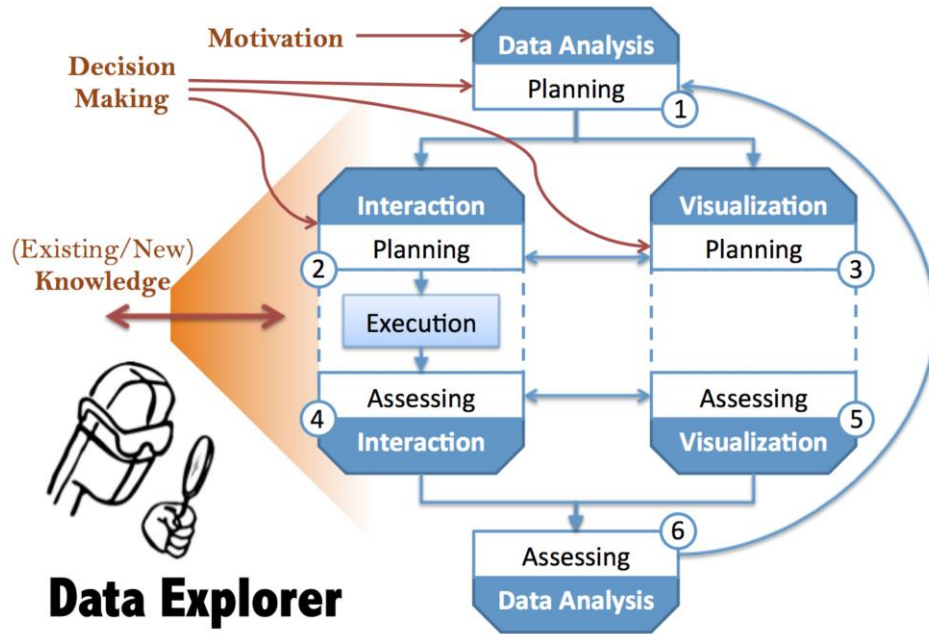 Motivation
Data Analysis
Planning
1
Decision
Making
Interaction
Planning
2
Visualization
Planning
3
(Existing/New)
Knowledge
Execution
Assessing
Interaction
4
Assessing
Visualization
5
6
Assessing
Data Analysis
Data Explorer